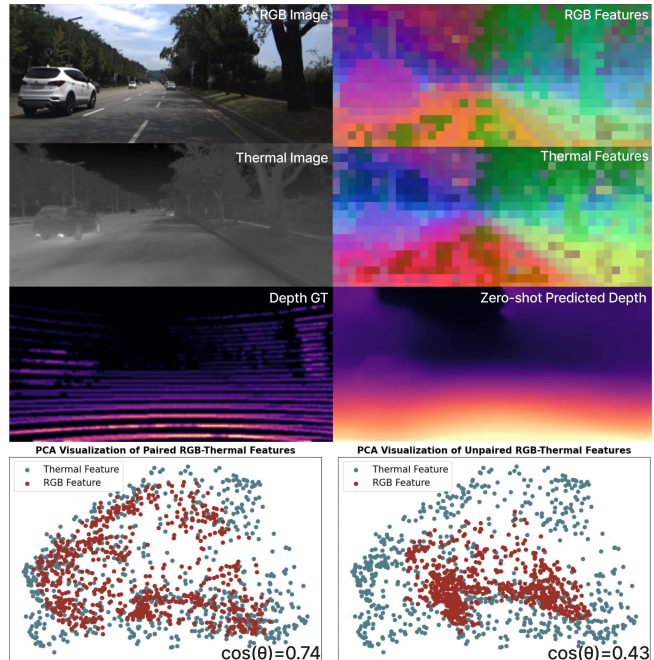 RGB Image
RGB Features
Thermal Image
Thermal Features
Depth GT
Zero-shot Predicted Depth
PCA Visualization of Paired RGB-Thermal Features
PCA Visualization of Unpaired RGB-Thermal Features
Thermal Feature
RGB Feature
cos(θ)=0.74
Thermal Feature
RGB Feature
cos(θ)=0.43